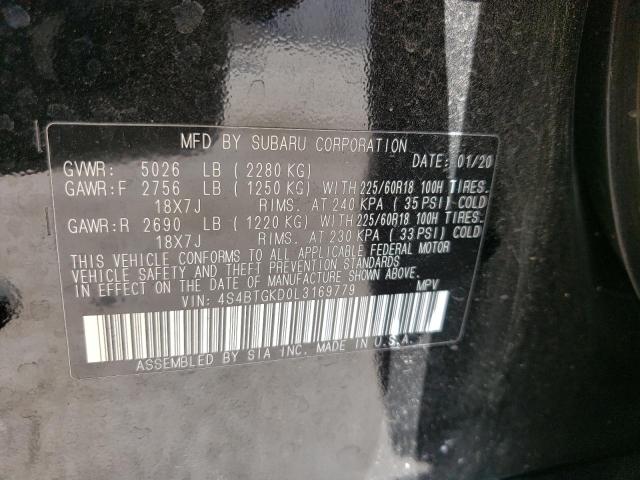 MFD BY SUBARU CORPORATION
GVWR: 5026 LB ( 2280 KG) DATE: 01/20
GAWR:F 2756 LB ( 1250 KG) WITH 225/60R18 100H TIRES,
18X7J RIMS, AT 240 KPA ( 35 PSI) COLD
GAWR:R 2690 LB ( 1220 KG) WITH 225/60R18 100H TIRES,
18X7J RIMS, AT 230 KPA ( 33 PSI) COLD
THIS VEHICLE CONFORMS TO ALL APPLICABLE FEDERAL MOTOR
VEHICLE SAFETY AND THEFT PREVENTION STANDARDS
IN EFFECT ON THE DATE OF MANUFACTURE SHOWN ABOVE.
VIN: 4S4BTGKD0L3169779 MPV
ASSEMBLED BY SIA INC. MADE IN U.S.A.